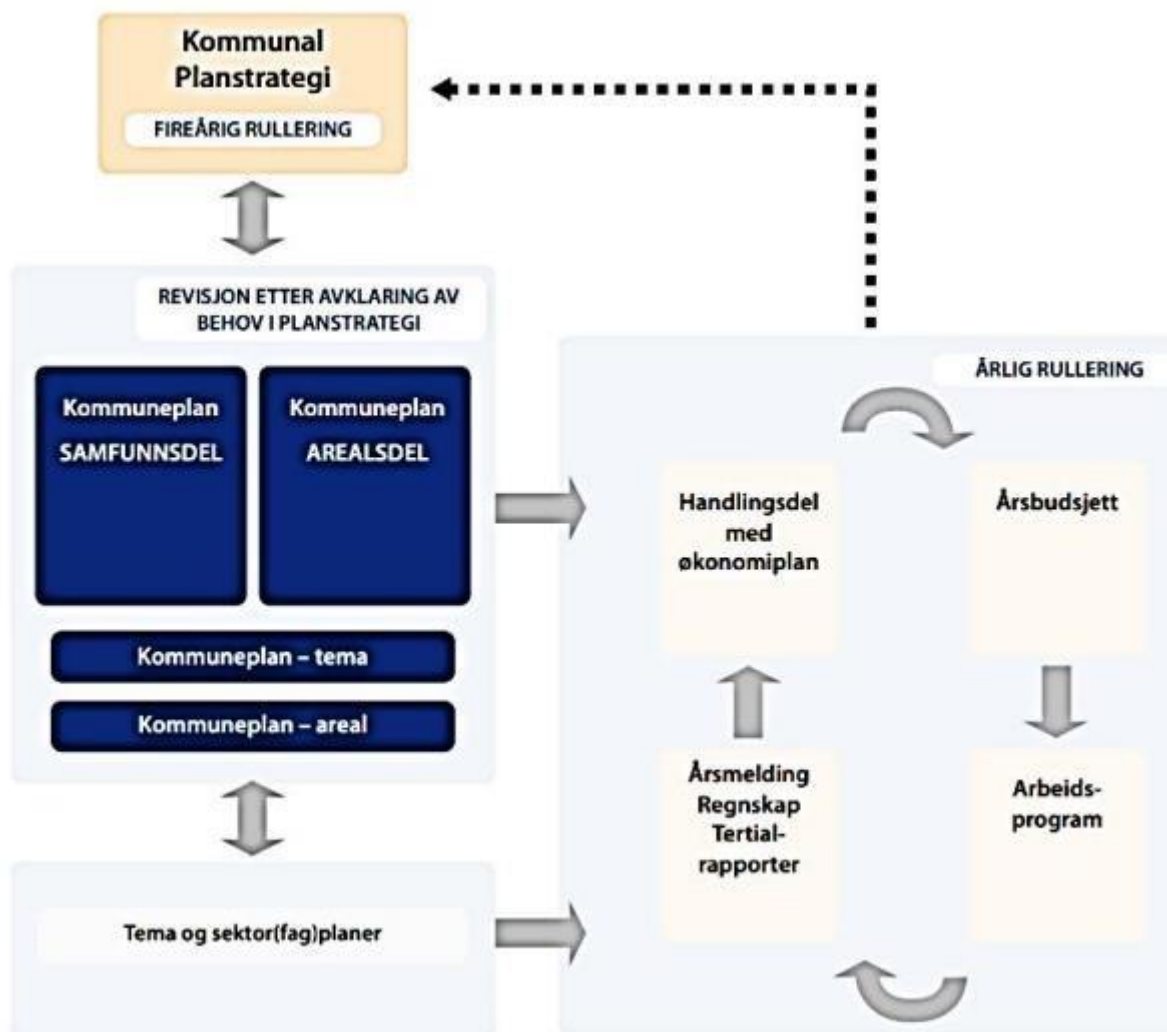 Kommunal
Planstrategi
FIREÅRIG RULLERING
REVISJON ETTER AVKLARING AV
BEHOV I PLANSTRATEGI
Kommuneplan
SAMFUNNSDEL
Kommuneplan
AREALSDEL
Kommuneplan – tema
Kommuneplan – areal
Tema og sektor(fag)planer
ÅRLIG RULLERING
Handlingsdel
med
økonomiplan
Årsbudsjett
Årsmelding
Regnskap
Tertial-
rapporter
Arbeids-
program